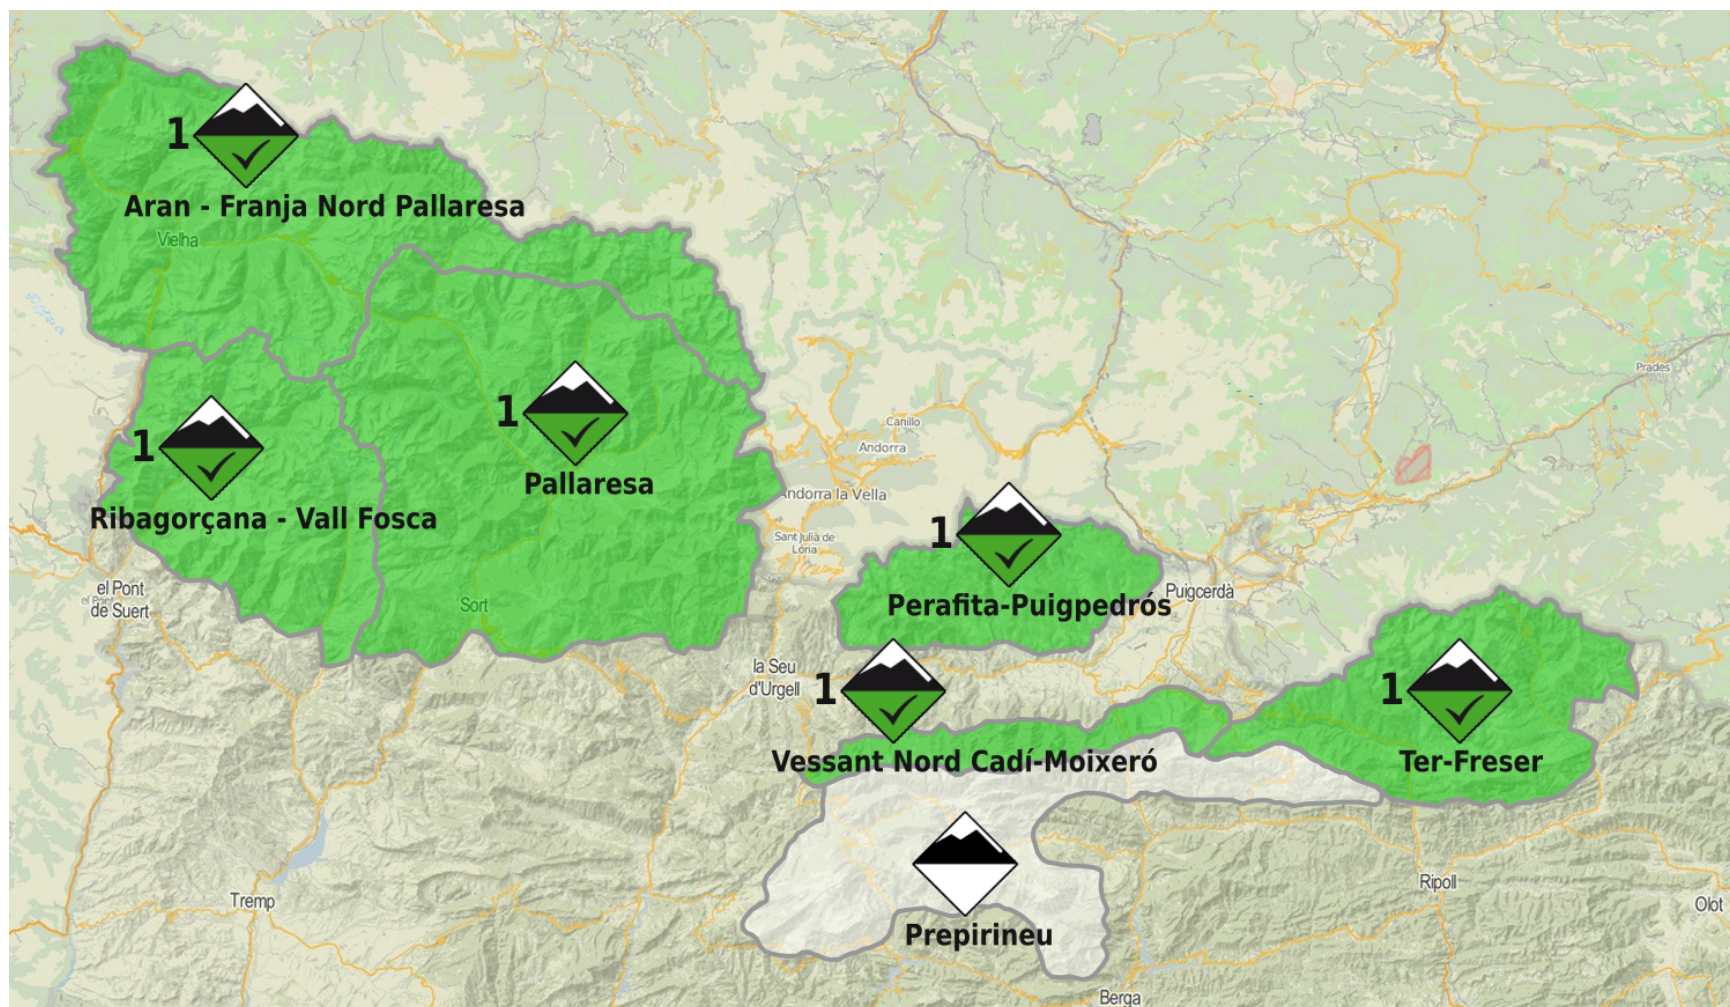 1
Aran - Franja Nord Pallaresa
Vielha
Prades
1
Pallaresa
Canillo
Andorra
1
Ribagorçana - Vall Fosca
Andorra la Vella
Sant Julià de
Lòria
1
Perafita-Puigpedrós
Puigcerdà
el Pont
de Suert
Sort
la Seu
d'Urgell
1
Vessant Nord Cadí-Moixeró
1
Ter-Freser
Prepirineu
Tremp
Ripoll
Olot
Berga